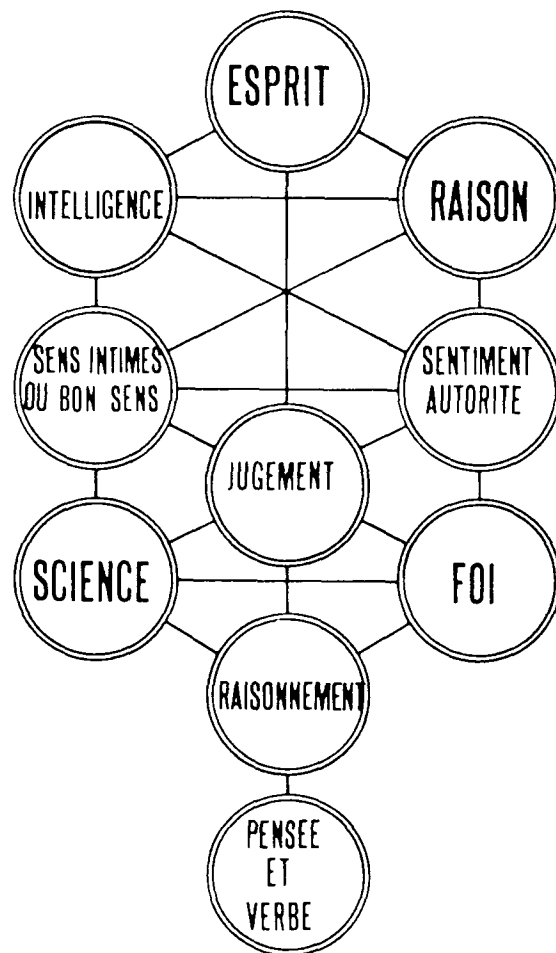 ESPRIT
INTELLIGENCE
RAISON
SENS INTIMES
OU BON SENS
SENTIMENT
AUTORITE
JUGEMENT
SCIENCE
FOI
RAISONNEMENT
PENSEE
ET
VERBE